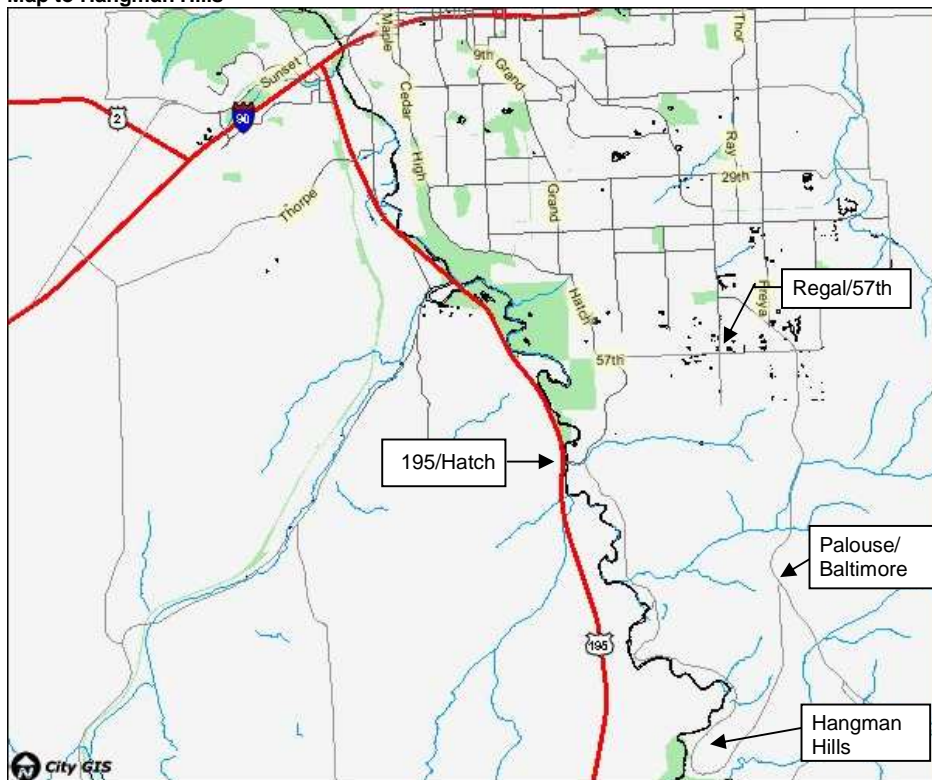 Map to Hangman Hills
Maple
Thor
Sunset
9th
Grand
Cedar
90
2
High
Ray
29th
Thorpe
Grand
Hatch
Freya
Regal/57th
57th
195/Hatch
Palouse/
Baltimore
195
Hangman
Hills
N
City GIS